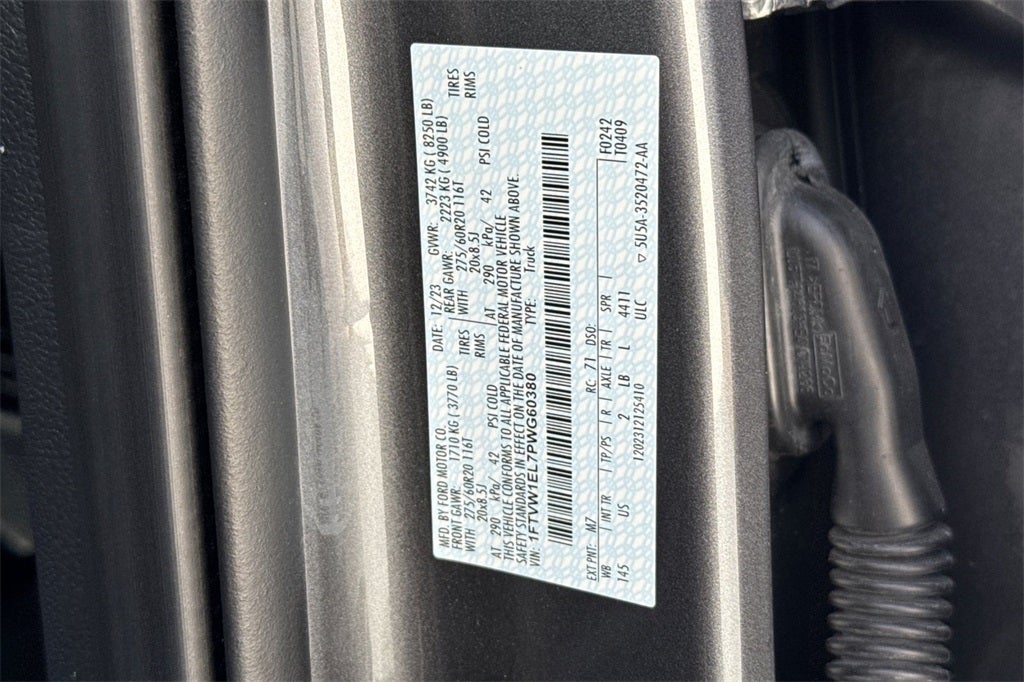 MFD. BY FORD MOTOR CO. DATE: 12/23 GVWR: 3742 KG ( 8250 LB)
FRONT GAWR: 1710 KG ( 3770 LB) REAR GAWR: 2223 KG ( 4900 LB)
WITH 275/60R20 116T TIRES WITH 275/60R20 116T TIRES
20x8.5J RIMS 20x8.5J RIMS
AT 290 kPa/ 42 PSI COLD AT 290 kPa/ 42 PSI COLD
THIS VEHICLE CONFORMS TO ALL APPLICABLE FEDERAL MOTOR VEHICLE
SAFETY STANDARDS IN EFFECT ON THE DATE OF MANUFACTURE SHOWN ABOVE.
VIN: 1FTVW1EL7PWG60380 TYPE: Truck
EXT PNT: M7 RC: 71 DSO: F0242
WB | INT TR | TP/PS | R | AXLE | TR | SPR | T0409
145 US 2 LB L 4411
120231212541​0 ULC ▽ 5U5A-3520472-AA